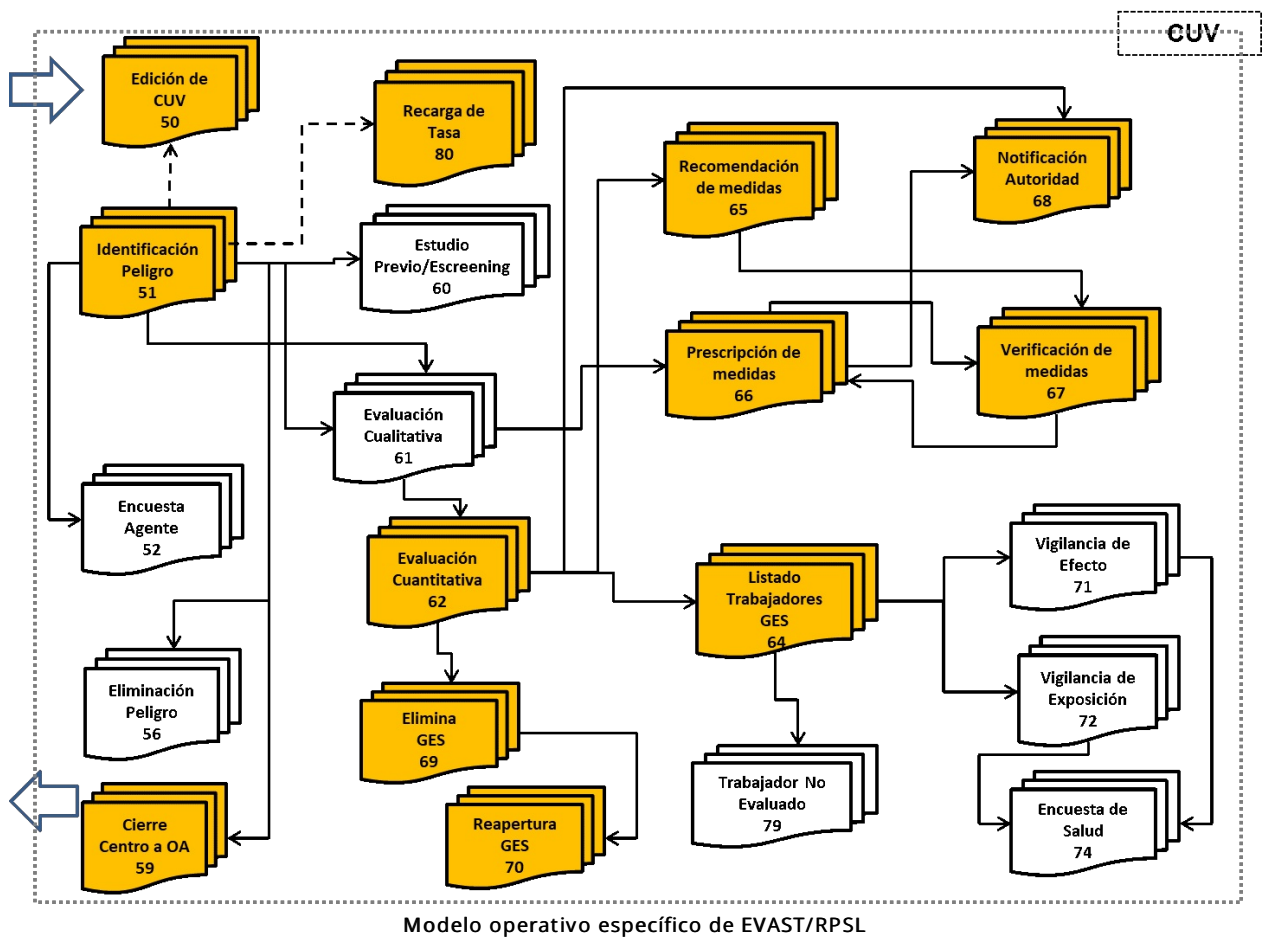 CUV
Edición de
CUV
50
Recarga de
Tasa
80
Recomendación
de medidas
65
Notificación
Autoridad
68
Identificación
Peligro
51
Estudio
Previo/Escreening
60
Prescripción de
medidas
66
Verificación de
medidas
67
Evaluación
Cualitativa
61
Encuesta
Agente
52
Evaluación
Cuantitativa
62
Listado
Trabajadores
GES
64
Vigilancia de
Efecto
71
Eliminación
Peligro
56
Elimina
GES
69
Vigilancia de
Exposición
72
Trabajador No
Evaluado
79
Cierre
Centro a OA
59
Reapertura
GES
70
Encuesta de
Salud
74
Modelo operativo específico de EVAST/RPSL